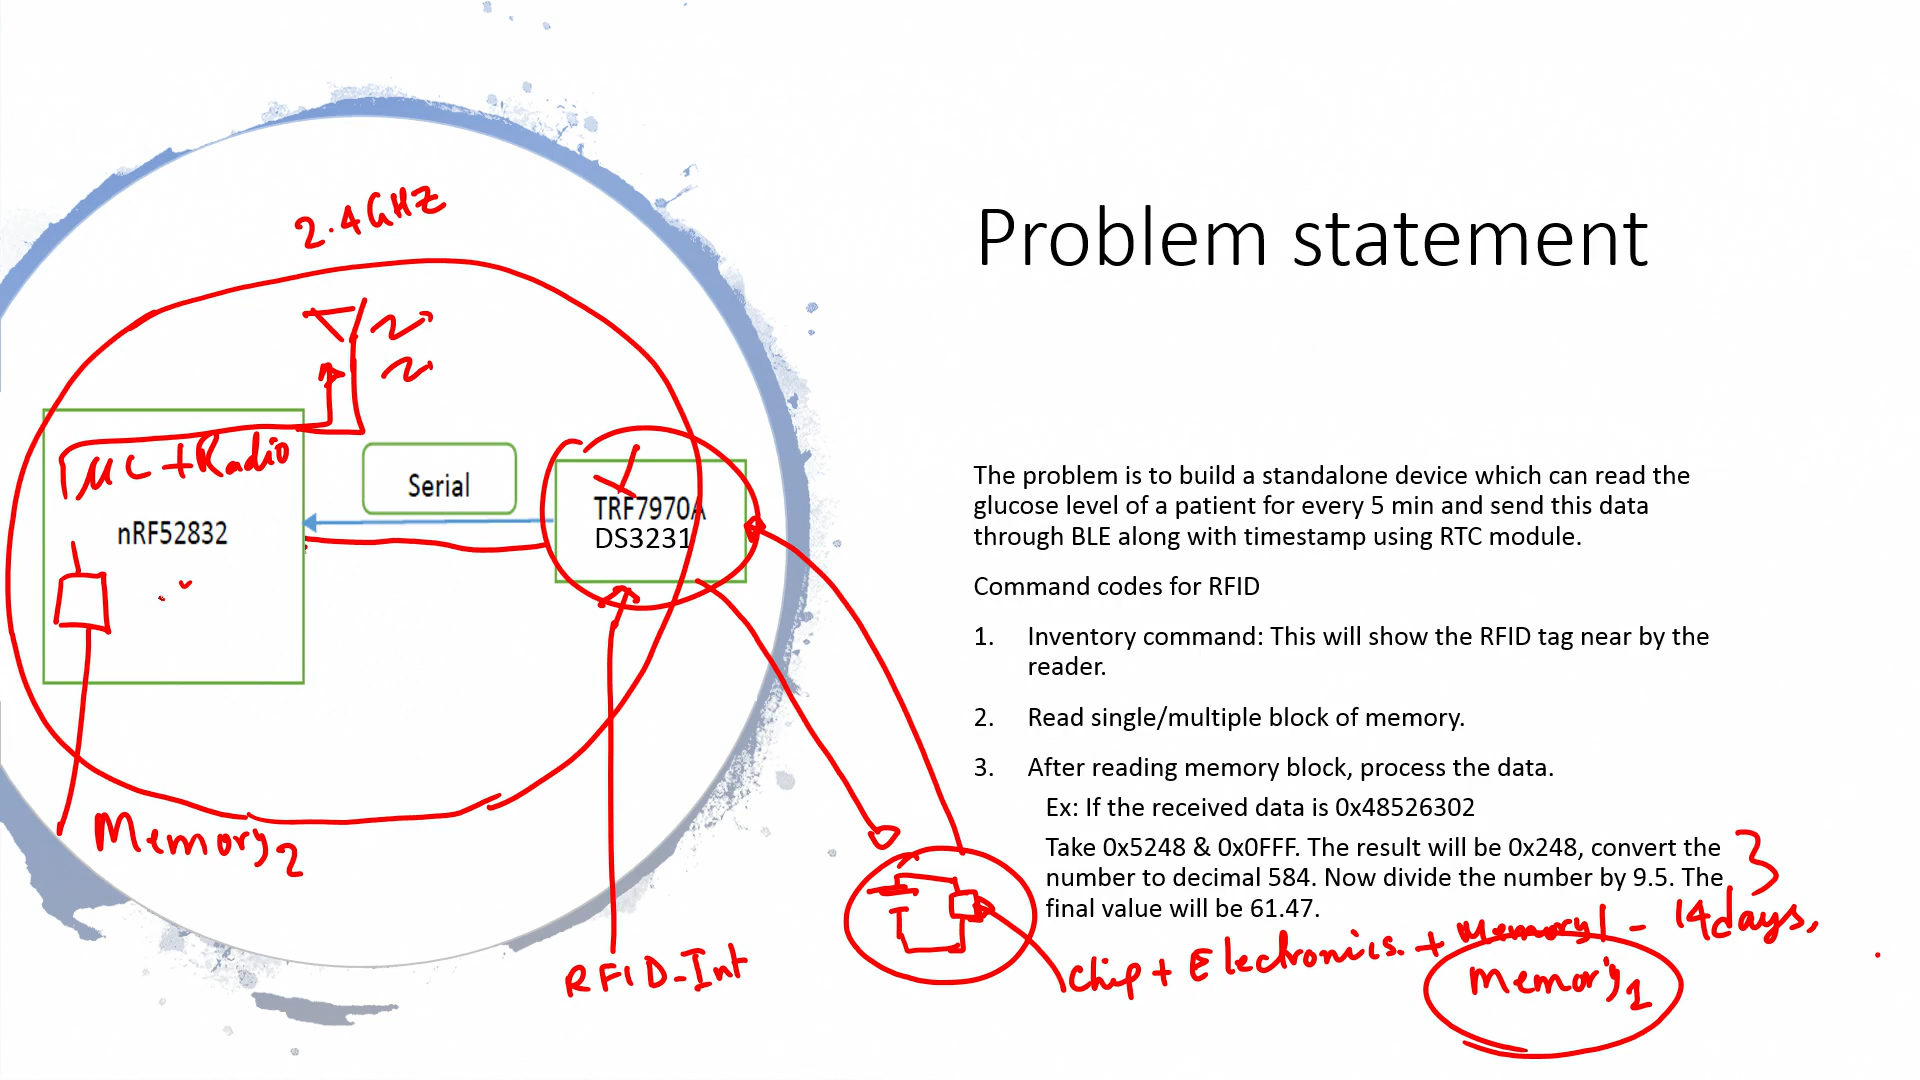 2.4GHZ
Problem statement
MC + Radio
Serial
nRF52832
TRF7970A
DS3231
The problem is to build a standalone device which can read the
glucose level of a patient for every 5 min and send this data
through BLE along with timestamp using RTC module.
Command codes for RFID
1. Inventory command: This will show the RFID tag near by the
reader.
2. Read single/multiple block of memory.
3. After reading memory block, process the data.
Ex: If the received data is 0x48526302
Take 0x5248 & 0x0FFF. The result will be 0x248, convert the
number to decimal 584. Now divide the number by 9.5. The
final value will be 61.47.
Memory2
RFID-Int
Chip + Electronics. + Memory1 - 14days,
Memory1